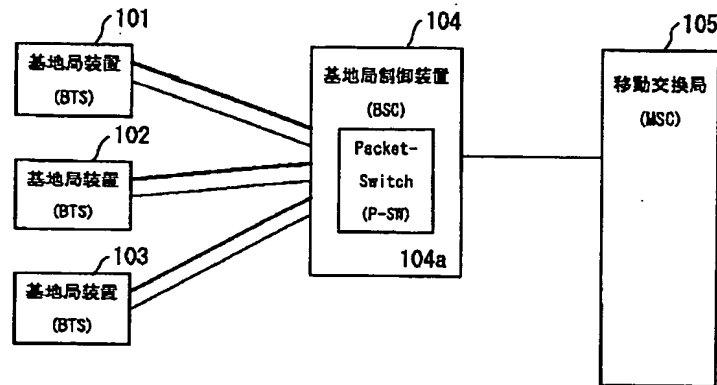 101
基地局装置
(BTS)
102
基地局装置
(BTS)
103
基地局装置
(BTS)
104
基地局制御装置
(BSC)
Packet-
Switch
(P-SW)
104a
105
移動交換局
(MSC)